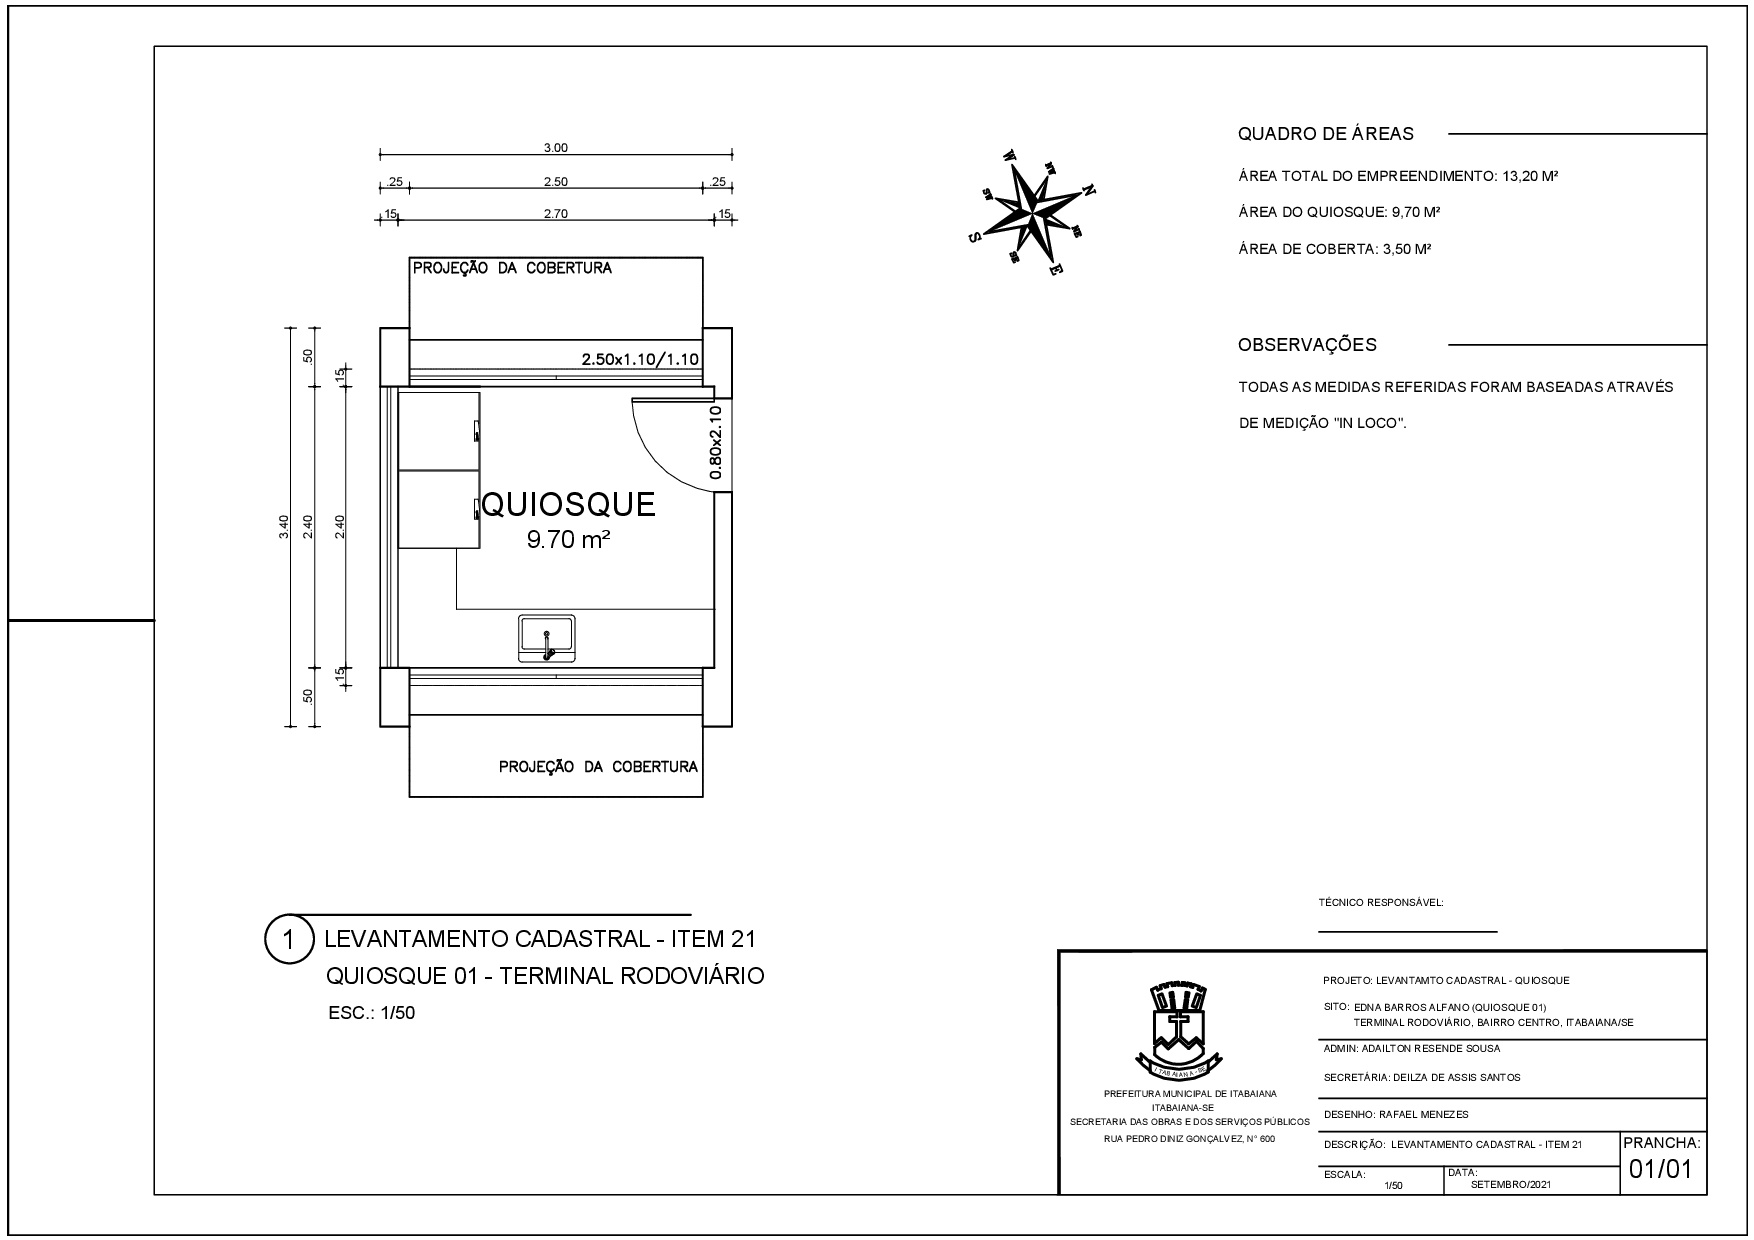 3.00
.25 2.50 .25
.15 2.70 .15
PROJEÇÃO DA COBERTURA
2.50x1.10/1.10
0.80x2.10
.50
.15
3.40
2.40
2.40
.15
.50
QUIOSQUE
9.70 m²
PROJEÇÃO DA COBERTURA
W
NW
N
NE
E
SE
S
SW
QUADRO DE ÁREAS
ÁREA TOTAL DO EMPREENDIMENTO: 13,20 M²
ÁREA DO QUIOSQUE: 9,70 M²
ÁREA DE COBERTA: 3,50 M²
OBSERVAÇÕES
TODAS AS MEDIDAS REFERIDAS FORAM BASEADAS ATRAVÉS
DE MEDIÇÃO "IN LOCO".
1
LEVANTAMENTO CADASTRAL - ITEM 21
QUIOSQUE 01 - TERMINAL RODOVIÁRIO
ESC.: 1/50
TÉCNICO RESPONSÁVEL:
ITABAIANA-SE
PREFEITURA MUNICIPAL DE ITABAIANA
ITABAIANA-SE
SECRETARIA DAS OBRAS E DOS SERVIÇOS PÚBLICOS
RUA PEDRO DINIZ GONÇALVEZ, N° 600
PROJETO: LEVANTAMTO CADASTRAL - QUIOSQUE
SITO: EDNA BARROS ALFANO (QUIOSQUE 01)
TERMINAL RODOVIÁRIO, BAIRRO CENTRO, ITABAIANA/SE
ADMIN: ADAILTON RESENDE SOUSA
SECRETÁRIA: DEILZA DE ASSIS SANTOS
DESENHO: RAFAEL MENEZES
DESCRIÇÃO: LEVANTAMENTO CADASTRAL - ITEM 21
ESCALA:
1/50
DATA:
SETEMBRO/2021
PRANCHA:
01/01